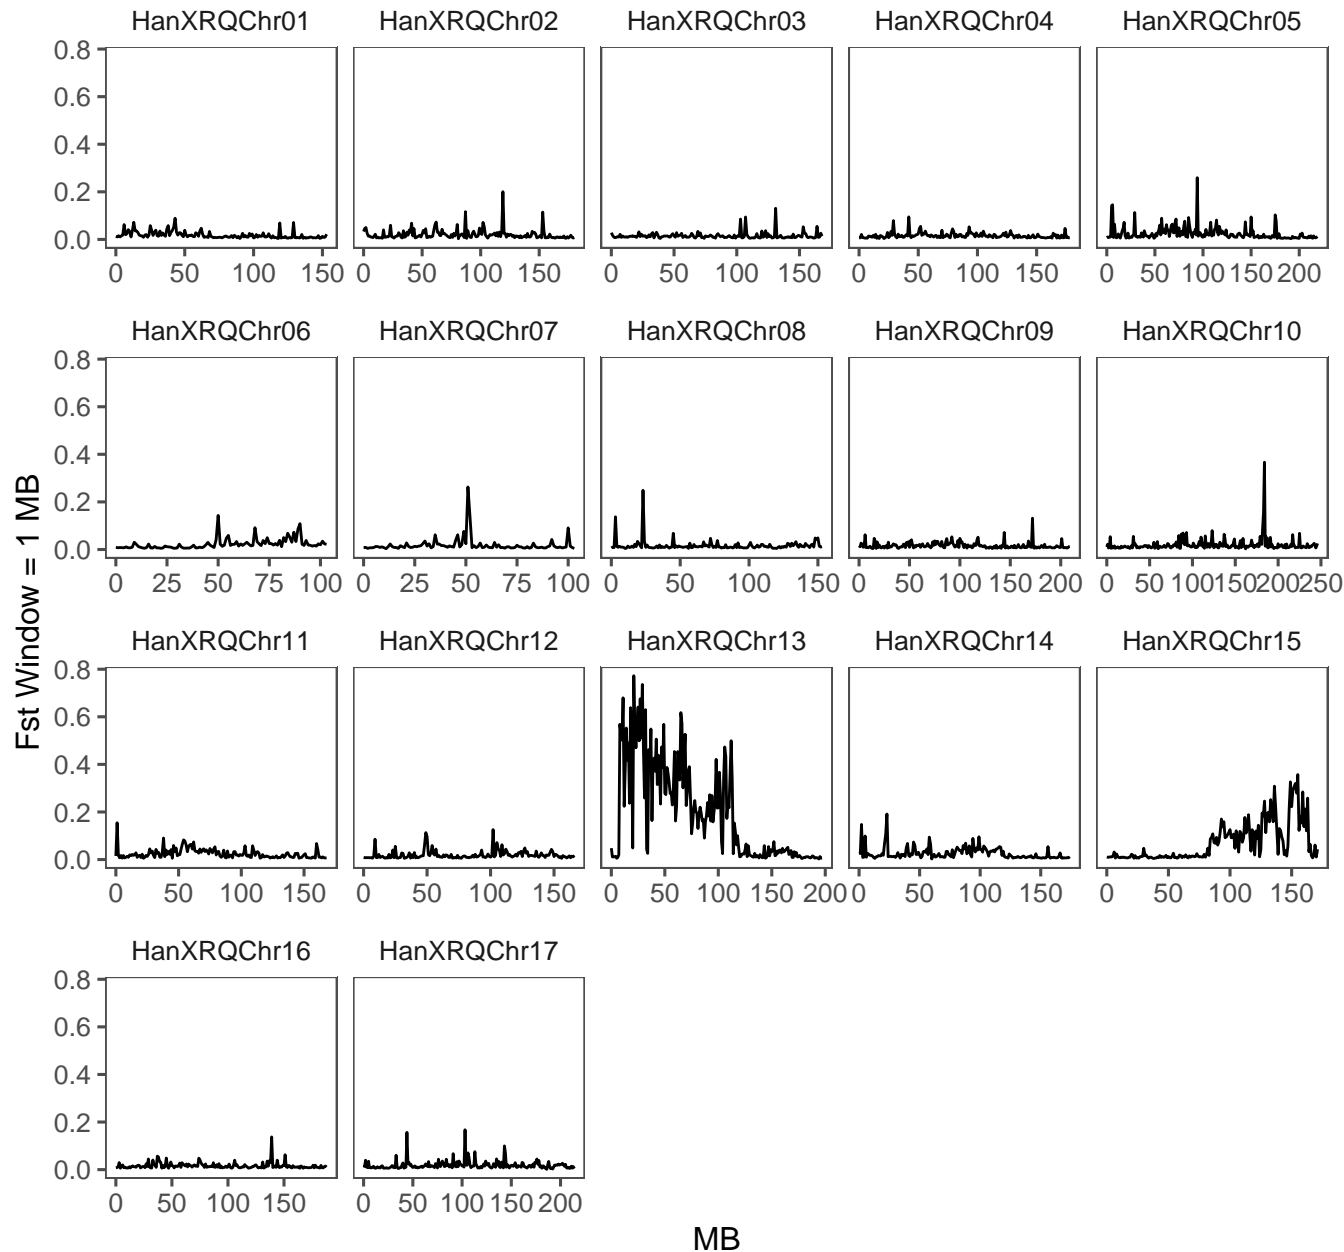 HanXRQChr01 HanXRQChr02 HanXRQChr03 HanXRQChr04 HanXRQChr05
0.8
0.6
0.4
0.2
0.0
0 50 100 150 0 50 100 150 0 50 100 150 0 50 100 150 0 50 100 150 200
HanXRQChr06 HanXRQChr07 HanXRQChr08 HanXRQChr09 HanXRQChr10
0.8
0.6
0.4
0.2
0.0
0 25 50 75 100 0 25 50 75 100 0 50 100 150 0 50 100 150 200 0 50 100 150 200 250
Fst Window = 1 MB
HanXRQChr11 HanXRQChr12 HanXRQChr13 HanXRQChr14 HanXRQChr15
0.8
0.6
0.4
0.2
0.0
0 50 100 150 0 50 100 150 0 50 100 150 200 0 50 100 150 0 50 100 150
HanXRQChr16 HanXRQChr17
0.8
0.6
0.4
0.2
0.0
0 50 100 150 0 50 100 150 200
MB